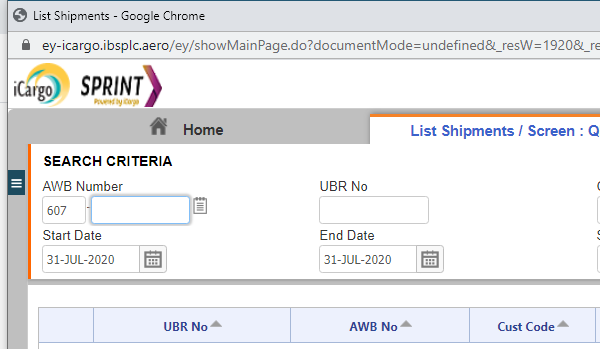 List Shipments - Google Chrome
ey-icargo.ibsplc.aero/ey/showMainPage.do?documentMode=undefined&_resW=1920&_re
iCargo SPRINT
Powered by iCargo
Home List Shipments / Screen : Q
SEARCH CRITERIA
AWB Number UBR No
607 -
Start Date End Date
31-JUL-2020 31-JUL-2020
UBR No AWB No Cust Code